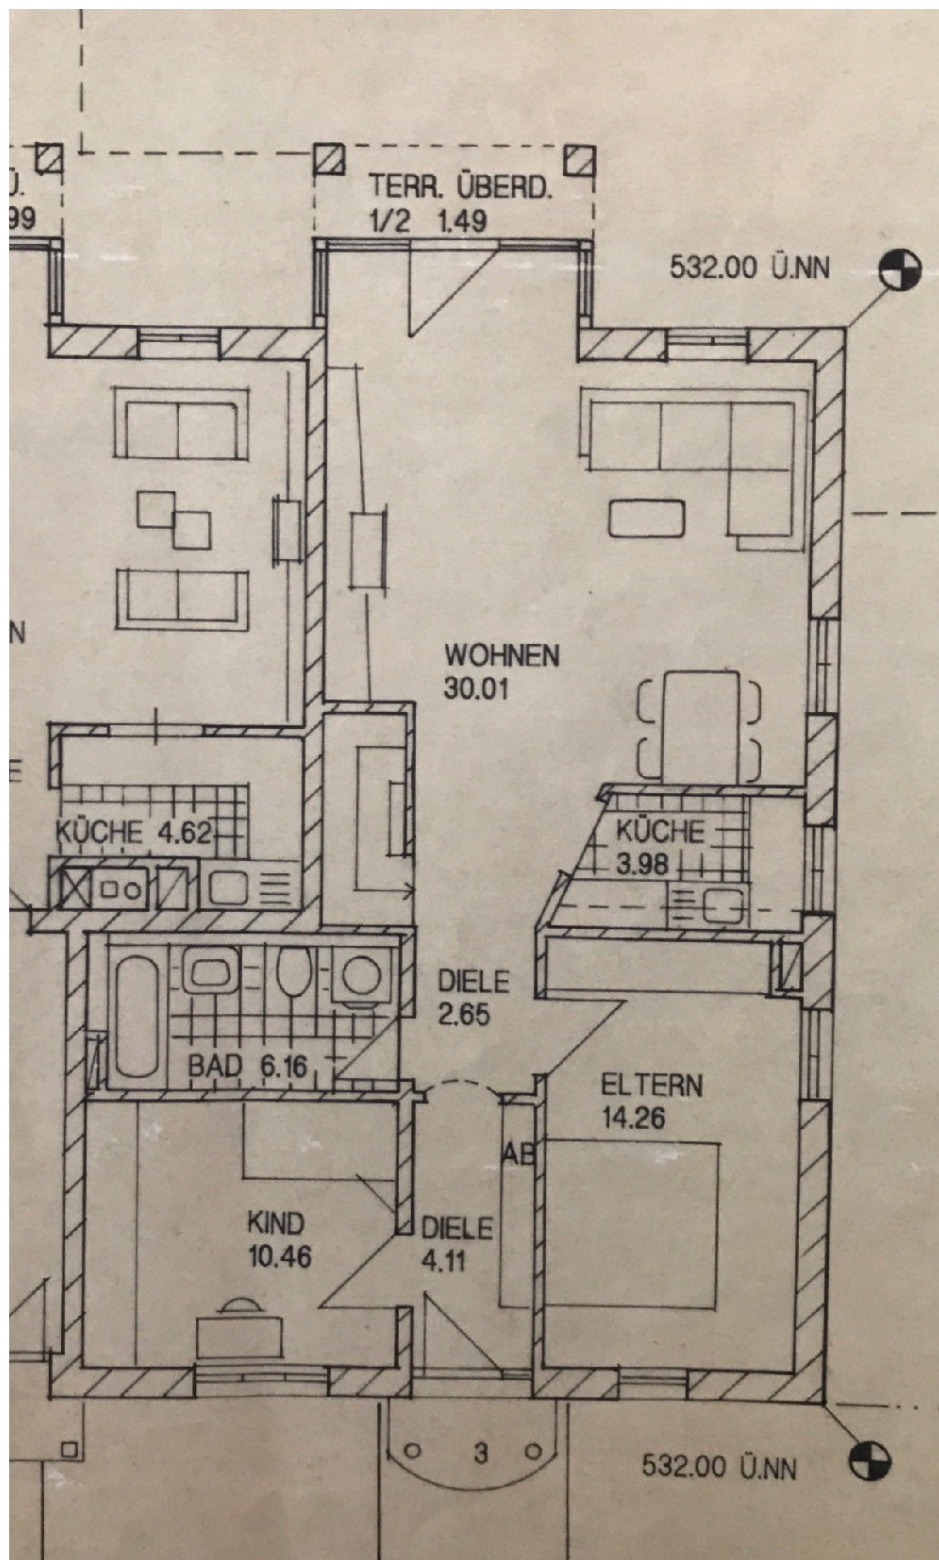 Ü.
99
TERR. ÜBERD.
1/2 1.49
532.00 Ü.NN
WOHNEN
30.01
N
E
KÜCHE 4.62
KÜCHE
3.98
DIELE
2.65
BAD 6.16
ELTERN
14.26
AB
KIND
10.46
DIELE
4.11
3
532.00 Ü.NN